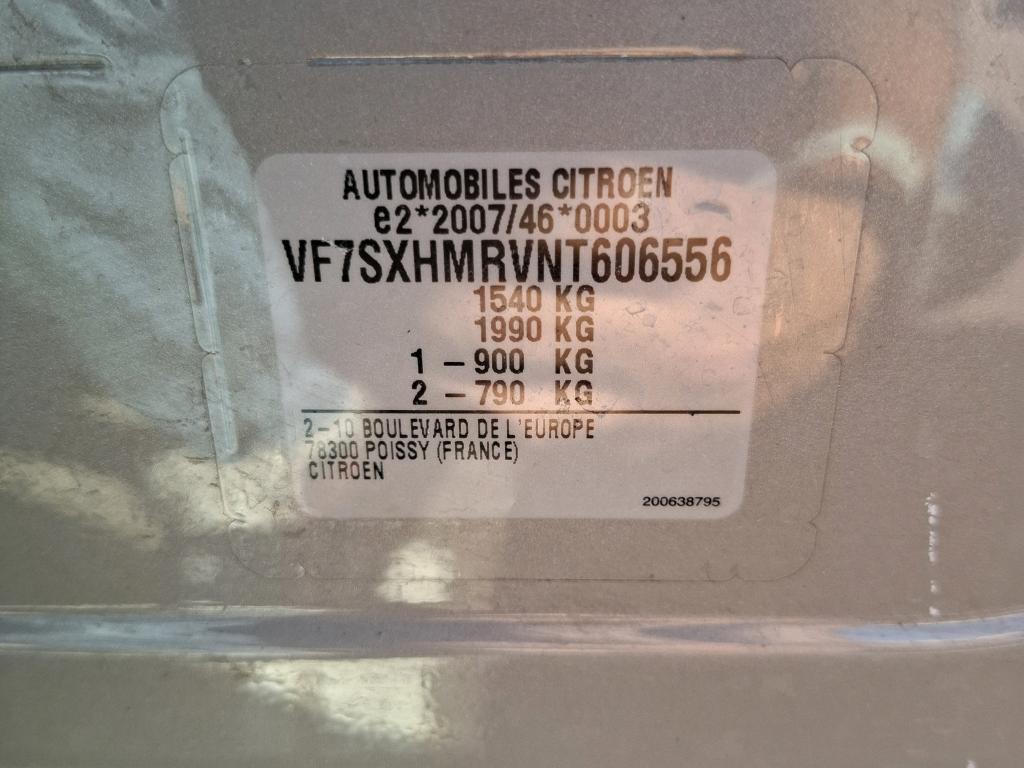 AUTOMOBILES CITROEN
e2*2007/46*0003
VF7SXHMRVNT606556
1540 KG
1990 KG
1 - 900 KG
2 - 790 KG
2-10 BOULEVARD DE L'EUROPE
78300 POISSY (FRANCE)
CITROEN
200638795